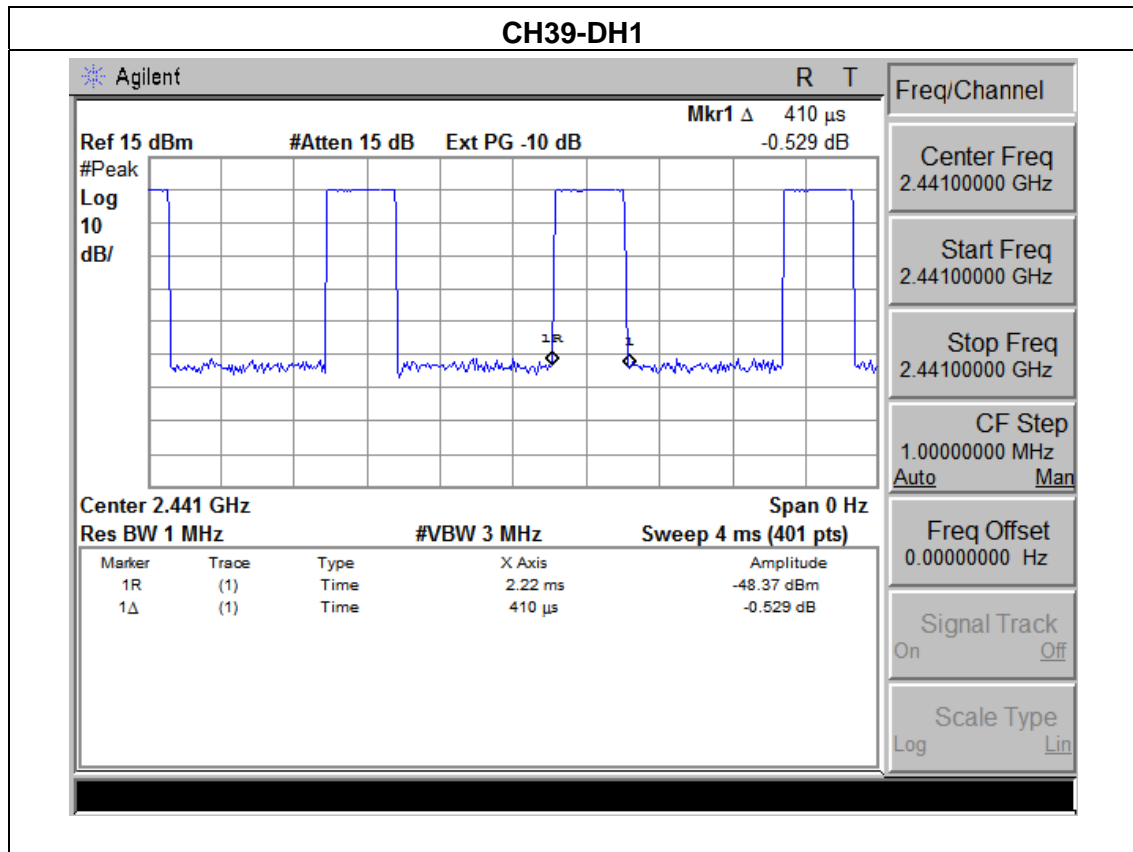 CH39-DH1
Agilent R T
Mkr1 Δ 410 µs
Ref 15 dBm #Atten 15 dB Ext PG -10 dB -0.529 dB
#Peak
Log
10
dB/
1R
1
Center 2.441 GHz Span 0 Hz
Res BW 1 MHz #VBW 3 MHz Sweep 4 ms (401 pts)
Marker Trace Type X Axis Amplitude
1R (1) Time 2.22 ms -48.37 dBm
1Δ (1) Time 410 µs -0.529 dB
Freq/Channel
Center Freq
2.44100000 GHz
Start Freq
2.44100000 GHz
Stop Freq
2.44100000 GHz
CF Step
1.00000000 MHz
Auto Man
Freq Offset
0.00000000 Hz
Signal Track
On Off
Scale Type
Log Lin